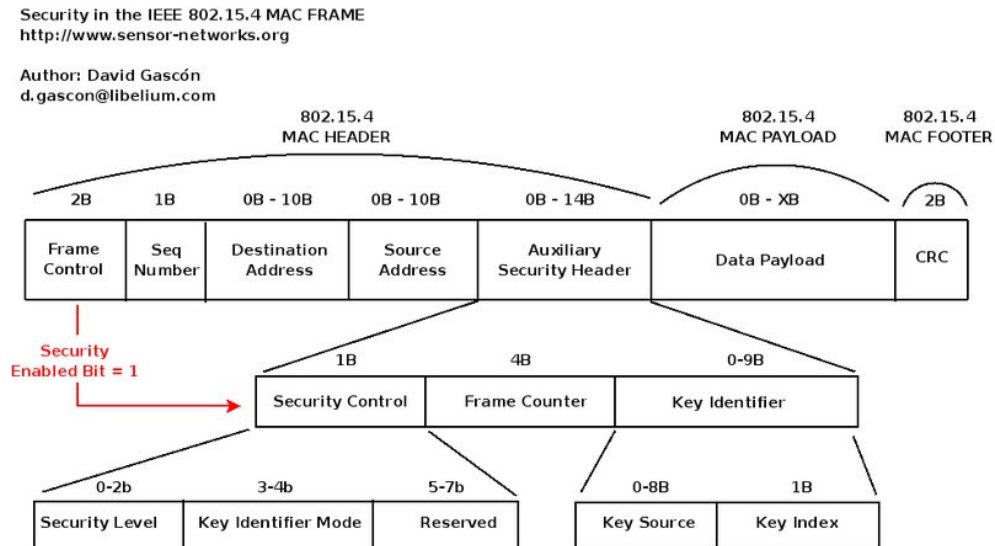 Security in the IEEE 802.15.4 MAC FRAME
http://www.sensor-networks.org
Author: David Gascón
d.gascon@libelium.com
802.15.4
MAC HEADER
802.15.4
MAC PAYLOAD
802.15.4
MAC FOOTER
2B
1B
0B - 10B
0B - 10B
0B - 14B
0B - XB
2B
Frame
Control
Seq
Number
Destination
Address
Source
Address
Auxiliary
Security Header
Data Payload
CRC
Security
Enabled Bit = 1
1B
4B
0-9B
Security Control
Frame Counter
Key Identifier
0-2b
3-4b
5-7b
0-8B
1B
Security Level
Key Identifier Mode
Reserved
Key Source
Key Index